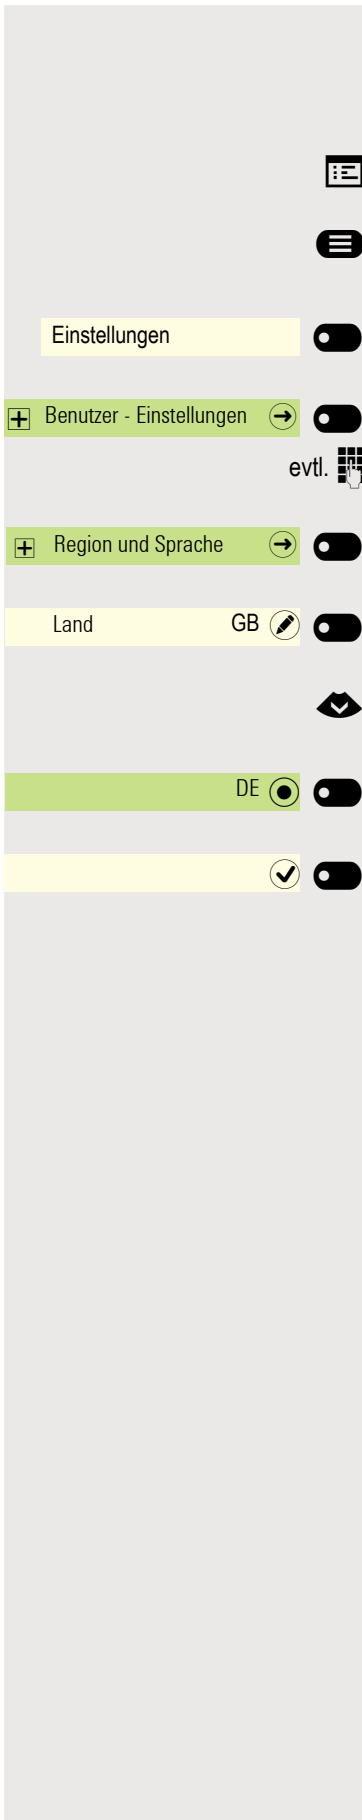 Einstellungen
Benutzer - Einstellungen
evtl.
Region und Sprache
Land GB
DE